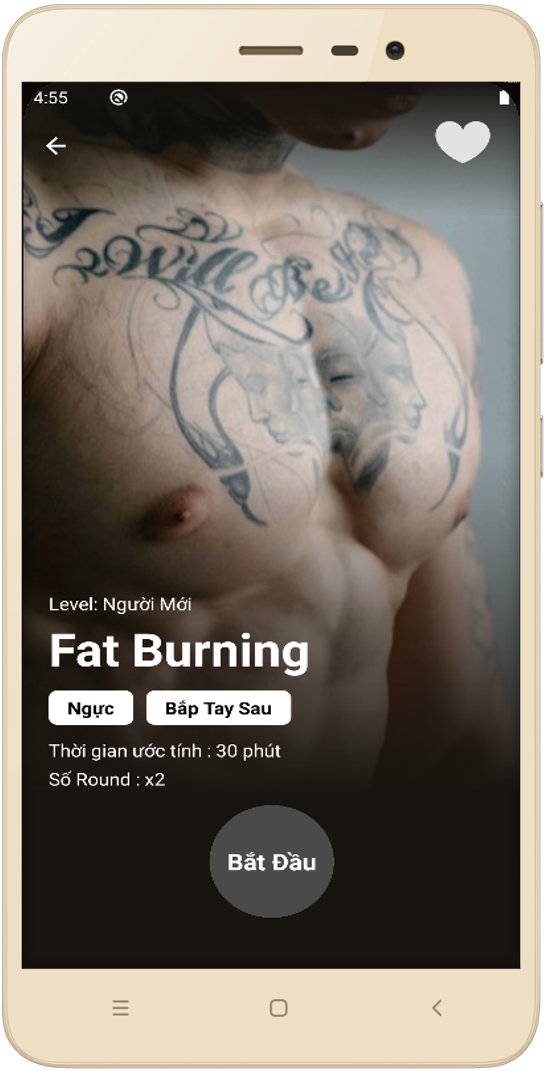 4:55
I Will Be
Level: Người Mới
Fat Burning
Ngực Bắp Tay Sau
Thời gian ước tính : 30 phút
Số Round : x2
Bắt Đầu